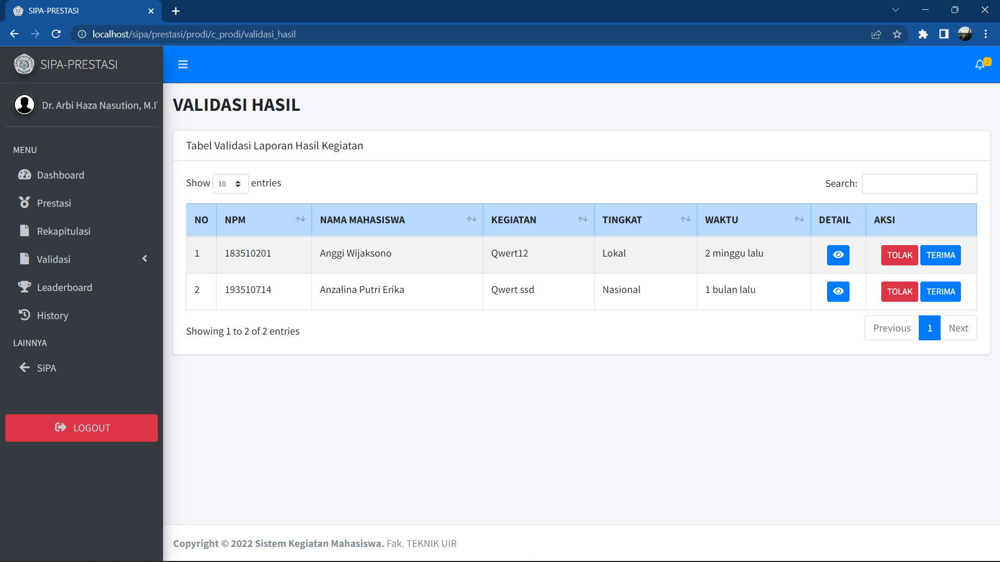 SIPA-PRESTASI
localhost/sipa/prestasi/prodi/c_prodi/validasi_hasil
SIPA-PRESTASI
2
Dr. Arbi Haza Nasution, M.I
MENU
Dashboard
Prestasi
Rekapitulasi
Validasi
Leaderboard
History
LAINNYA
SiPA
LOGOUT
VALIDASI HASIL
Tabel Validasi Laporan Hasil Kegiatan
Show 10 entries
Search:
NO NPM NAMA MAHASISWA KEGIATAN TINGKAT WAKTU DETAIL AKSI
1 183510201 Anggi Wijaksono Qwert12 Lokal 2 minggu lalu TOLAK TERIMA
2 193510714 Anzalina Putri Erika Qwert ssd Nasional 1 bulan lalu TOLAK TERIMA
Showing 1 to 2 of 2 entries
Previous 1 Next
Copyright © 2022 Sistem Kegiatan Mahasiswa. Fak. TEKNIK UIR